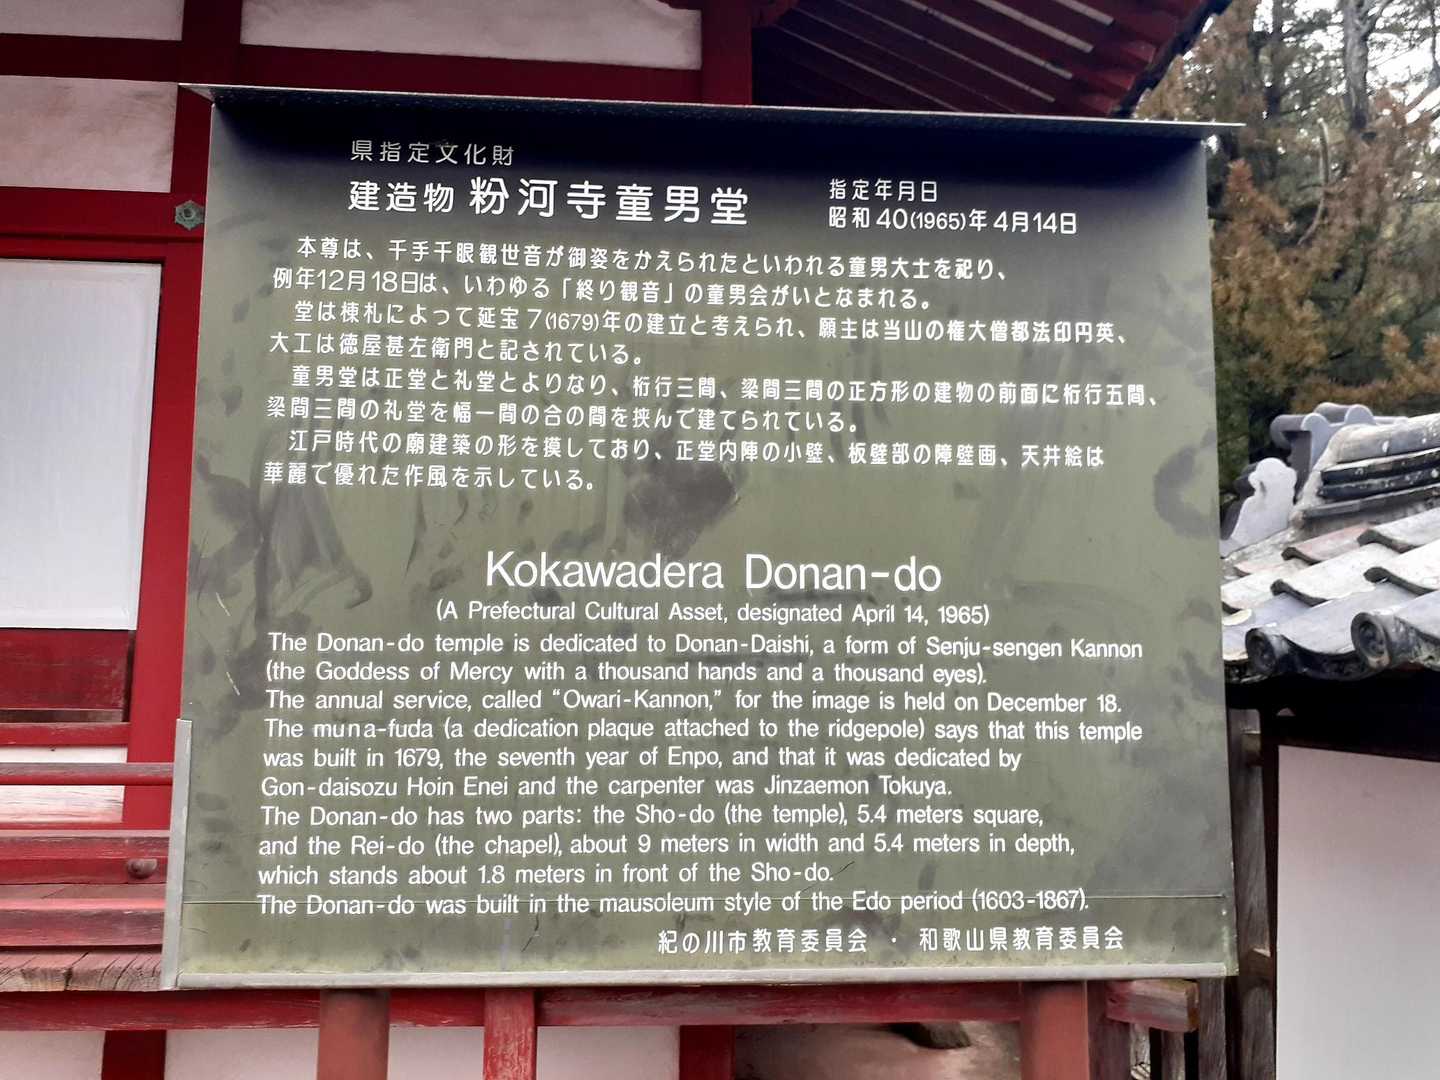 県指定文化財
建造物 粉河寺童男堂
指定年月日
昭和40(1965)年4月14日
本尊は、千手千眼観世音が御姿をかえられたといわれる童男大士を祀り、
例年12月18日は、いわゆる「終り観音」の童男会がいとなまれる。
堂は棟札によって延宝7(1679)年の建立と考えられ、願主は当山の権大僧都法印円英、
大工は徳屋甚左衛門と記されている。
童男堂は正堂と礼堂とよりなり、桁行三間、梁間三間の正方形の建物の前面に桁行五間、
梁間三間の礼堂を幅一間の合の間を挟んで建てられている。
江戸時代の廟建築の形を摸しており、正堂内陣の小壁、板壁部の障壁画、天井絵は
華麗で優れた作風を示している。
Kokawadera Donan-do
(A Prefectural Cultural Asset, designated April 14, 1965)
The Donan-do temple is dedicated to Donan-Daishi, a form of Senju-sengen Kannon
(the Goddess of Mercy with a thousand hands and a thousand eyes).
The annual service, called “Owari-Kannon,” for the image is held on December 18.
The muna-fuda (a dedication plaque attached to the ridgepole) says that this temple
was built in 1679, the seventh year of Enpo, and that it was dedicated by
Gon-daisozu Hoin Enei and the carpenter was Jinzaemon Tokuya.
The Donan-do has two parts: the Sho-do (the temple), 5.4 meters square,
and the Rei-do (the chapel), about 9 meters in width and 5.4 meters in depth,
which stands about 1.8 meters in front of the Sho-do.
The Donan-do was built in the mausoleum style of the Edo period (1603-1867).
紀の川市教育委員会 ・ 和歌山県教育委員会